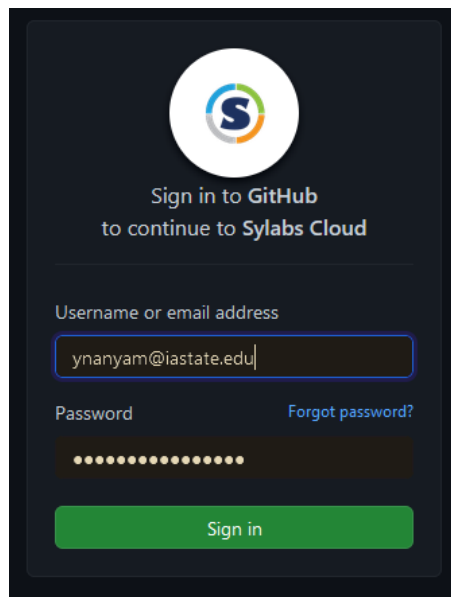 S
Sign in to GitHub
to continue to Sylabs Cloud
Username or email address
ynanyam@iastate.edu
Password Forgot password?
••••••••••••••••
Sign in